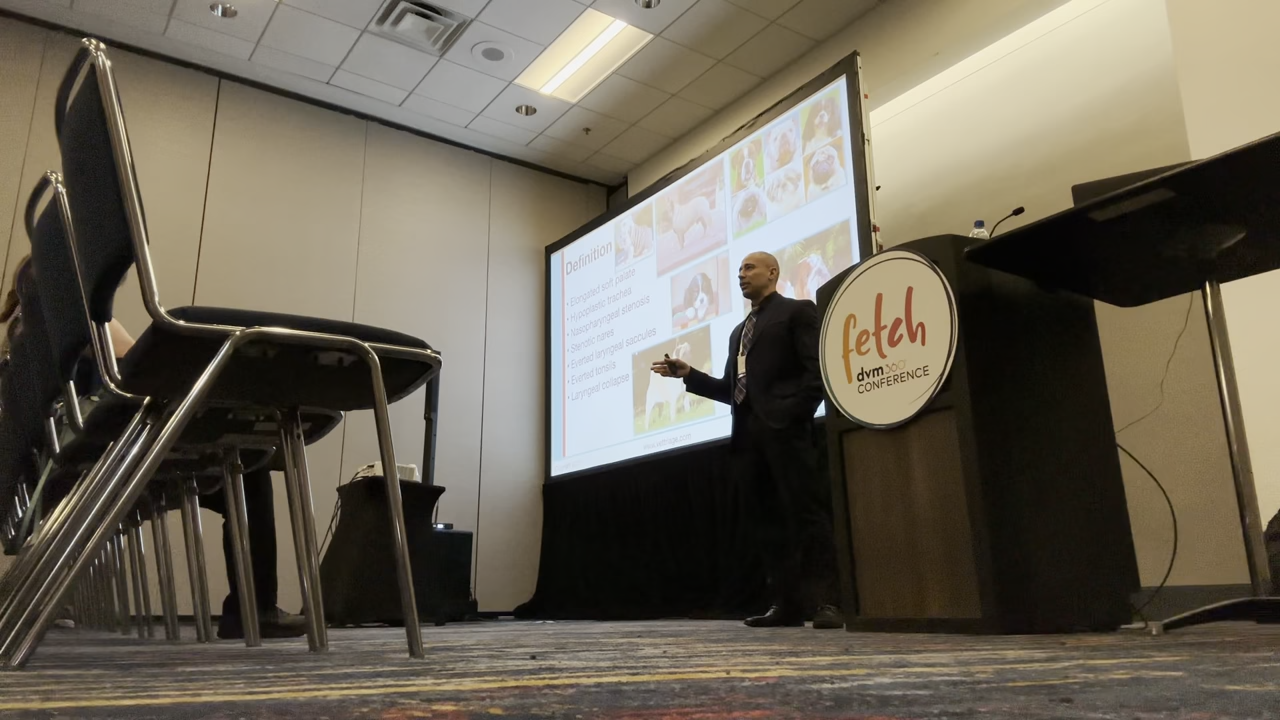 Definition
• Elongated soft palate
• Hypoplastic trachea
• Nasopharyngeal stenosis
• Stenotic nares
• Everted laryngeal saccules
• Everted tonsils
• Laryngeal collapse
fetch
dvm360
CONFERENCE